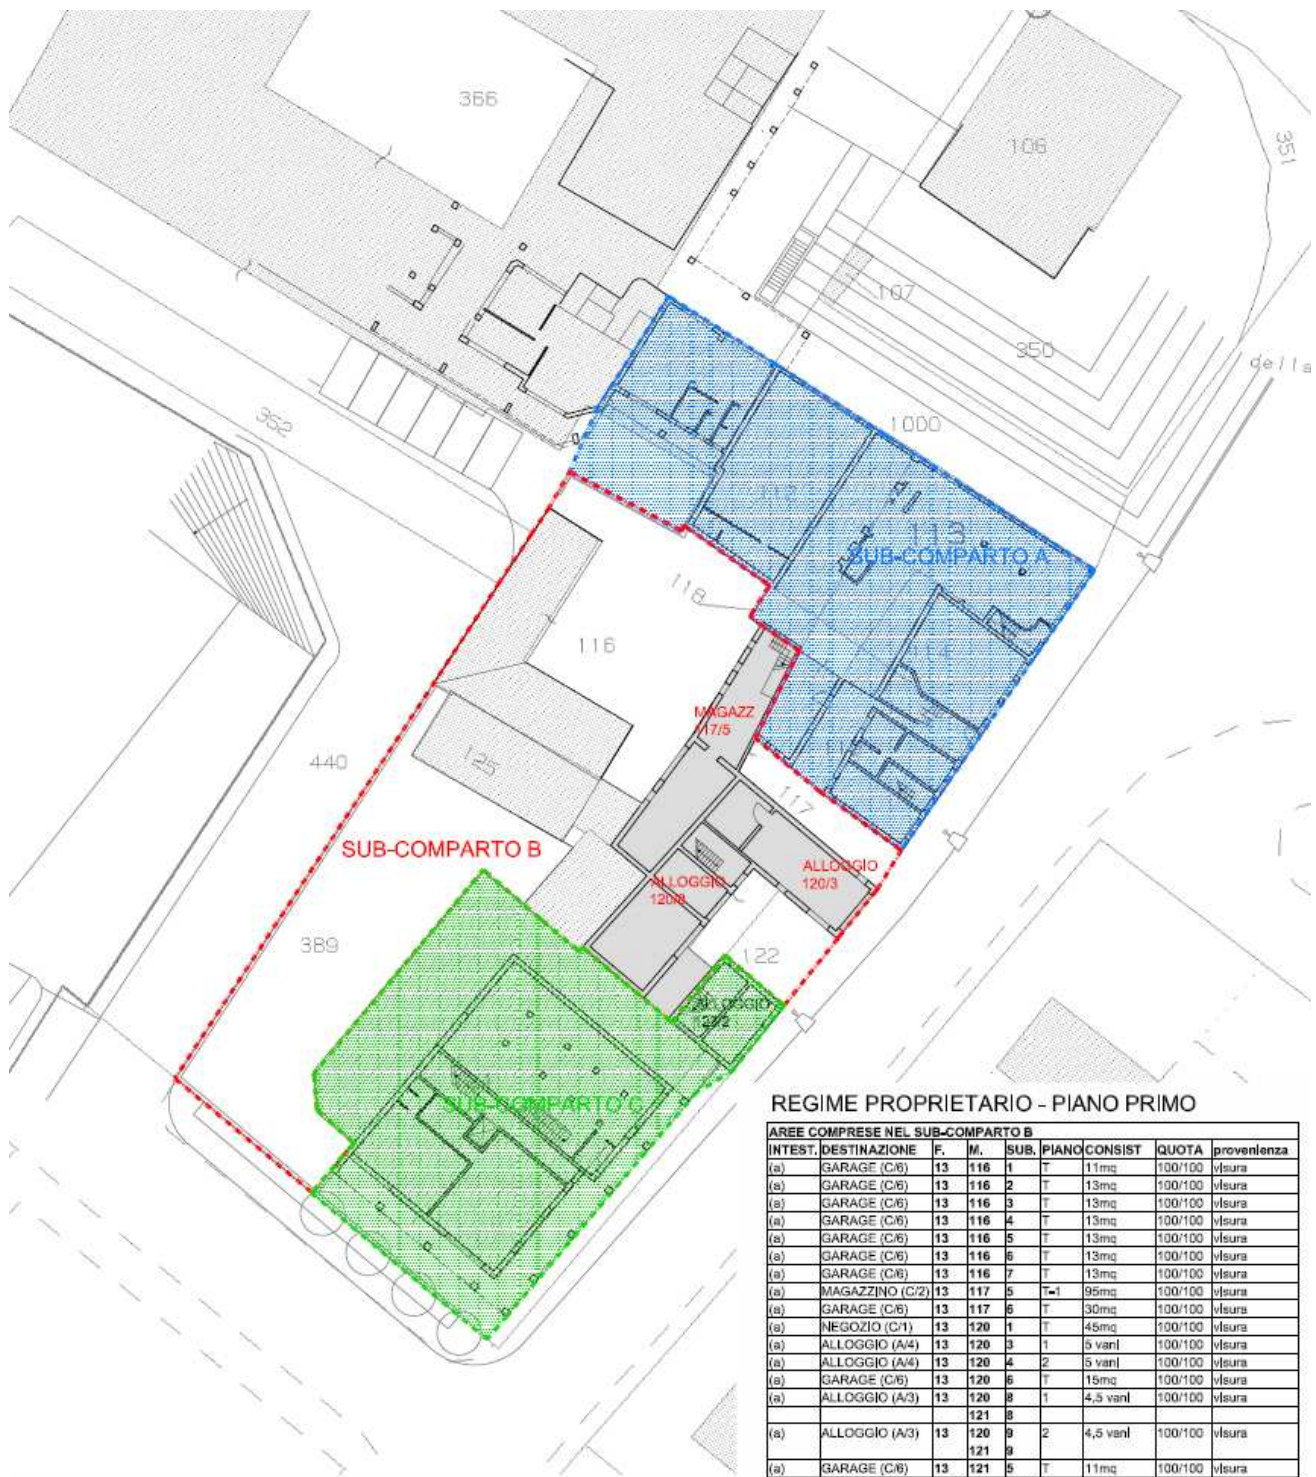 366
106
351
107
350
della
352
1000
112
113
SUB-COMPARTO A
118
116
114
MAGAZZ
117/5
440
125
117
SUB-COMPARTO B
ALLOGGIO
120/3
ALLOGGIO
120/8
389
122
ALLOGGIO
SUB-COMPARTO C
REGIME PROPRIETARIO - PIANO PRIMO
AREE COMPRESE NEL SUB-COMPARTO B
INTEST. DESTINAZIONE F. M. SUB. PIANO CONSIST QUOTA provenienza
(a) GARAGE (C/6) 13 116 1 T 11mq 100/100 visura
(a) GARAGE (C/6) 13 116 2 T 13mq 100/100 visura
(a) GARAGE (C/6) 13 116 3 T 13mq 100/100 visura
(a) GARAGE (C/6) 13 116 4 T 13mq 100/100 visura
(a) GARAGE (C/6) 13 116 5 T 13mq 100/100 visura
(a) GARAGE (C/6) 13 116 6 T 13mq 100/100 visura
(a) GARAGE (C/6) 13 116 7 T 13mq 100/100 visura
(a) MAGAZZINO (C/2) 13 117 5 T-1 95mq 100/100 visura
(a) GARAGE (C/6) 13 117 6 T 30mq 100/100 visura
(a) NEGOZIO (C/1) 13 120 1 T 45mq 100/100 visura
(a) ALLOGGIO (A/4) 13 120 3 1 5 vani 100/100 visura
(a) ALLOGGIO (A/4) 13 120 4 2 5 vani 100/100 visura
(a) GARAGE (C/6) 13 120 6 T 15mq 100/100 visura
(a) ALLOGGIO (A/3) 13 120 8 1 4,5 vani 100/100 visura
121 8
(a) ALLOGGIO (A/3) 13 120 9 2 4,5 vani 100/100 visura
121 9
(a) GARAGE (C/6) 13 121 5 T 11mq 100/100 visura